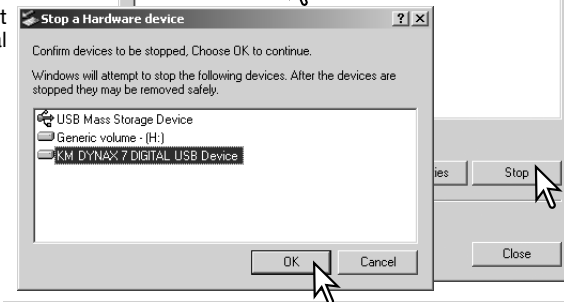 t
al
Stop a Hardware device
Confirm devices to be stopped, Choose OK to continue.
Windows will attempt to stop the following devices. After the devices are
stopped they may be removed safely.
USB Mass Storage Device
Generic volume - (H:)
KM DYNAX 7 DIGITAL USB Device
ies
Stop
OK
Cancel
Close